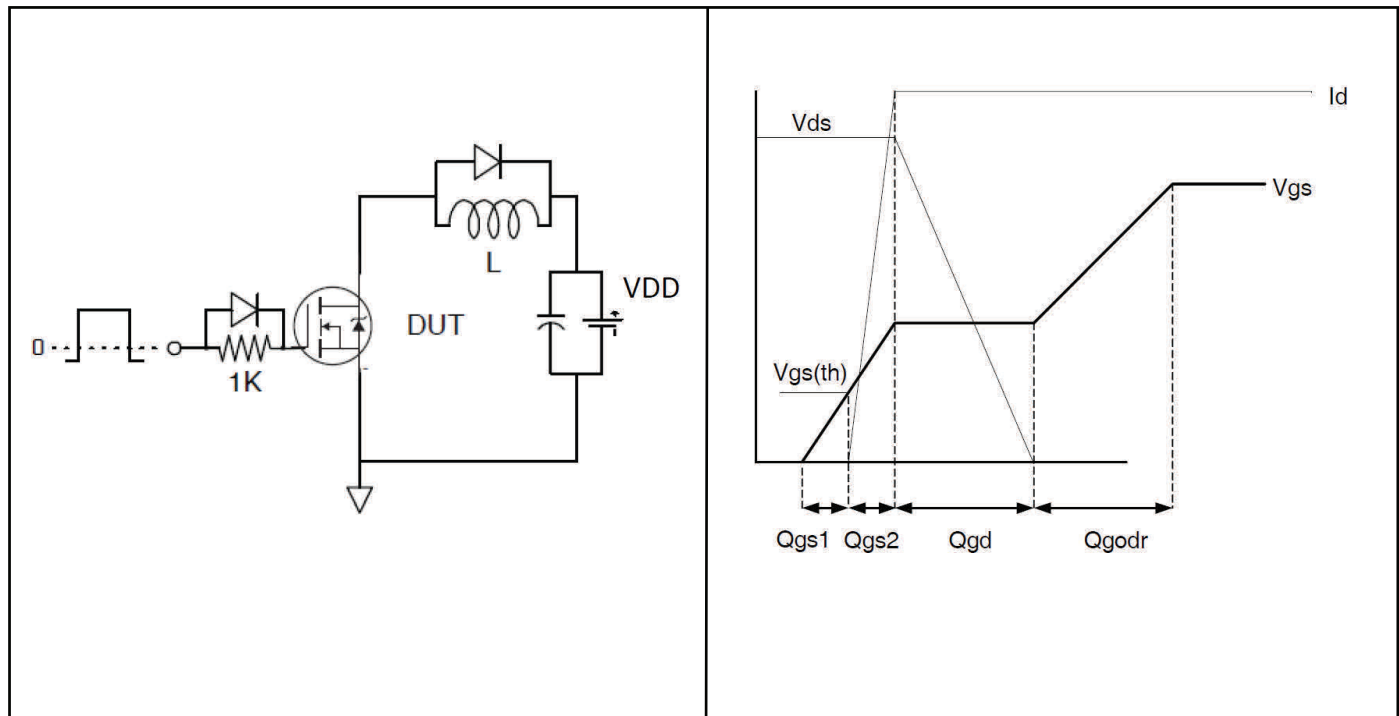 L
VDD
DUT
0
1K
Id
Vds
Vgs
Vgs(th)
Qgs1 Qgs2 Qgd Qgodr